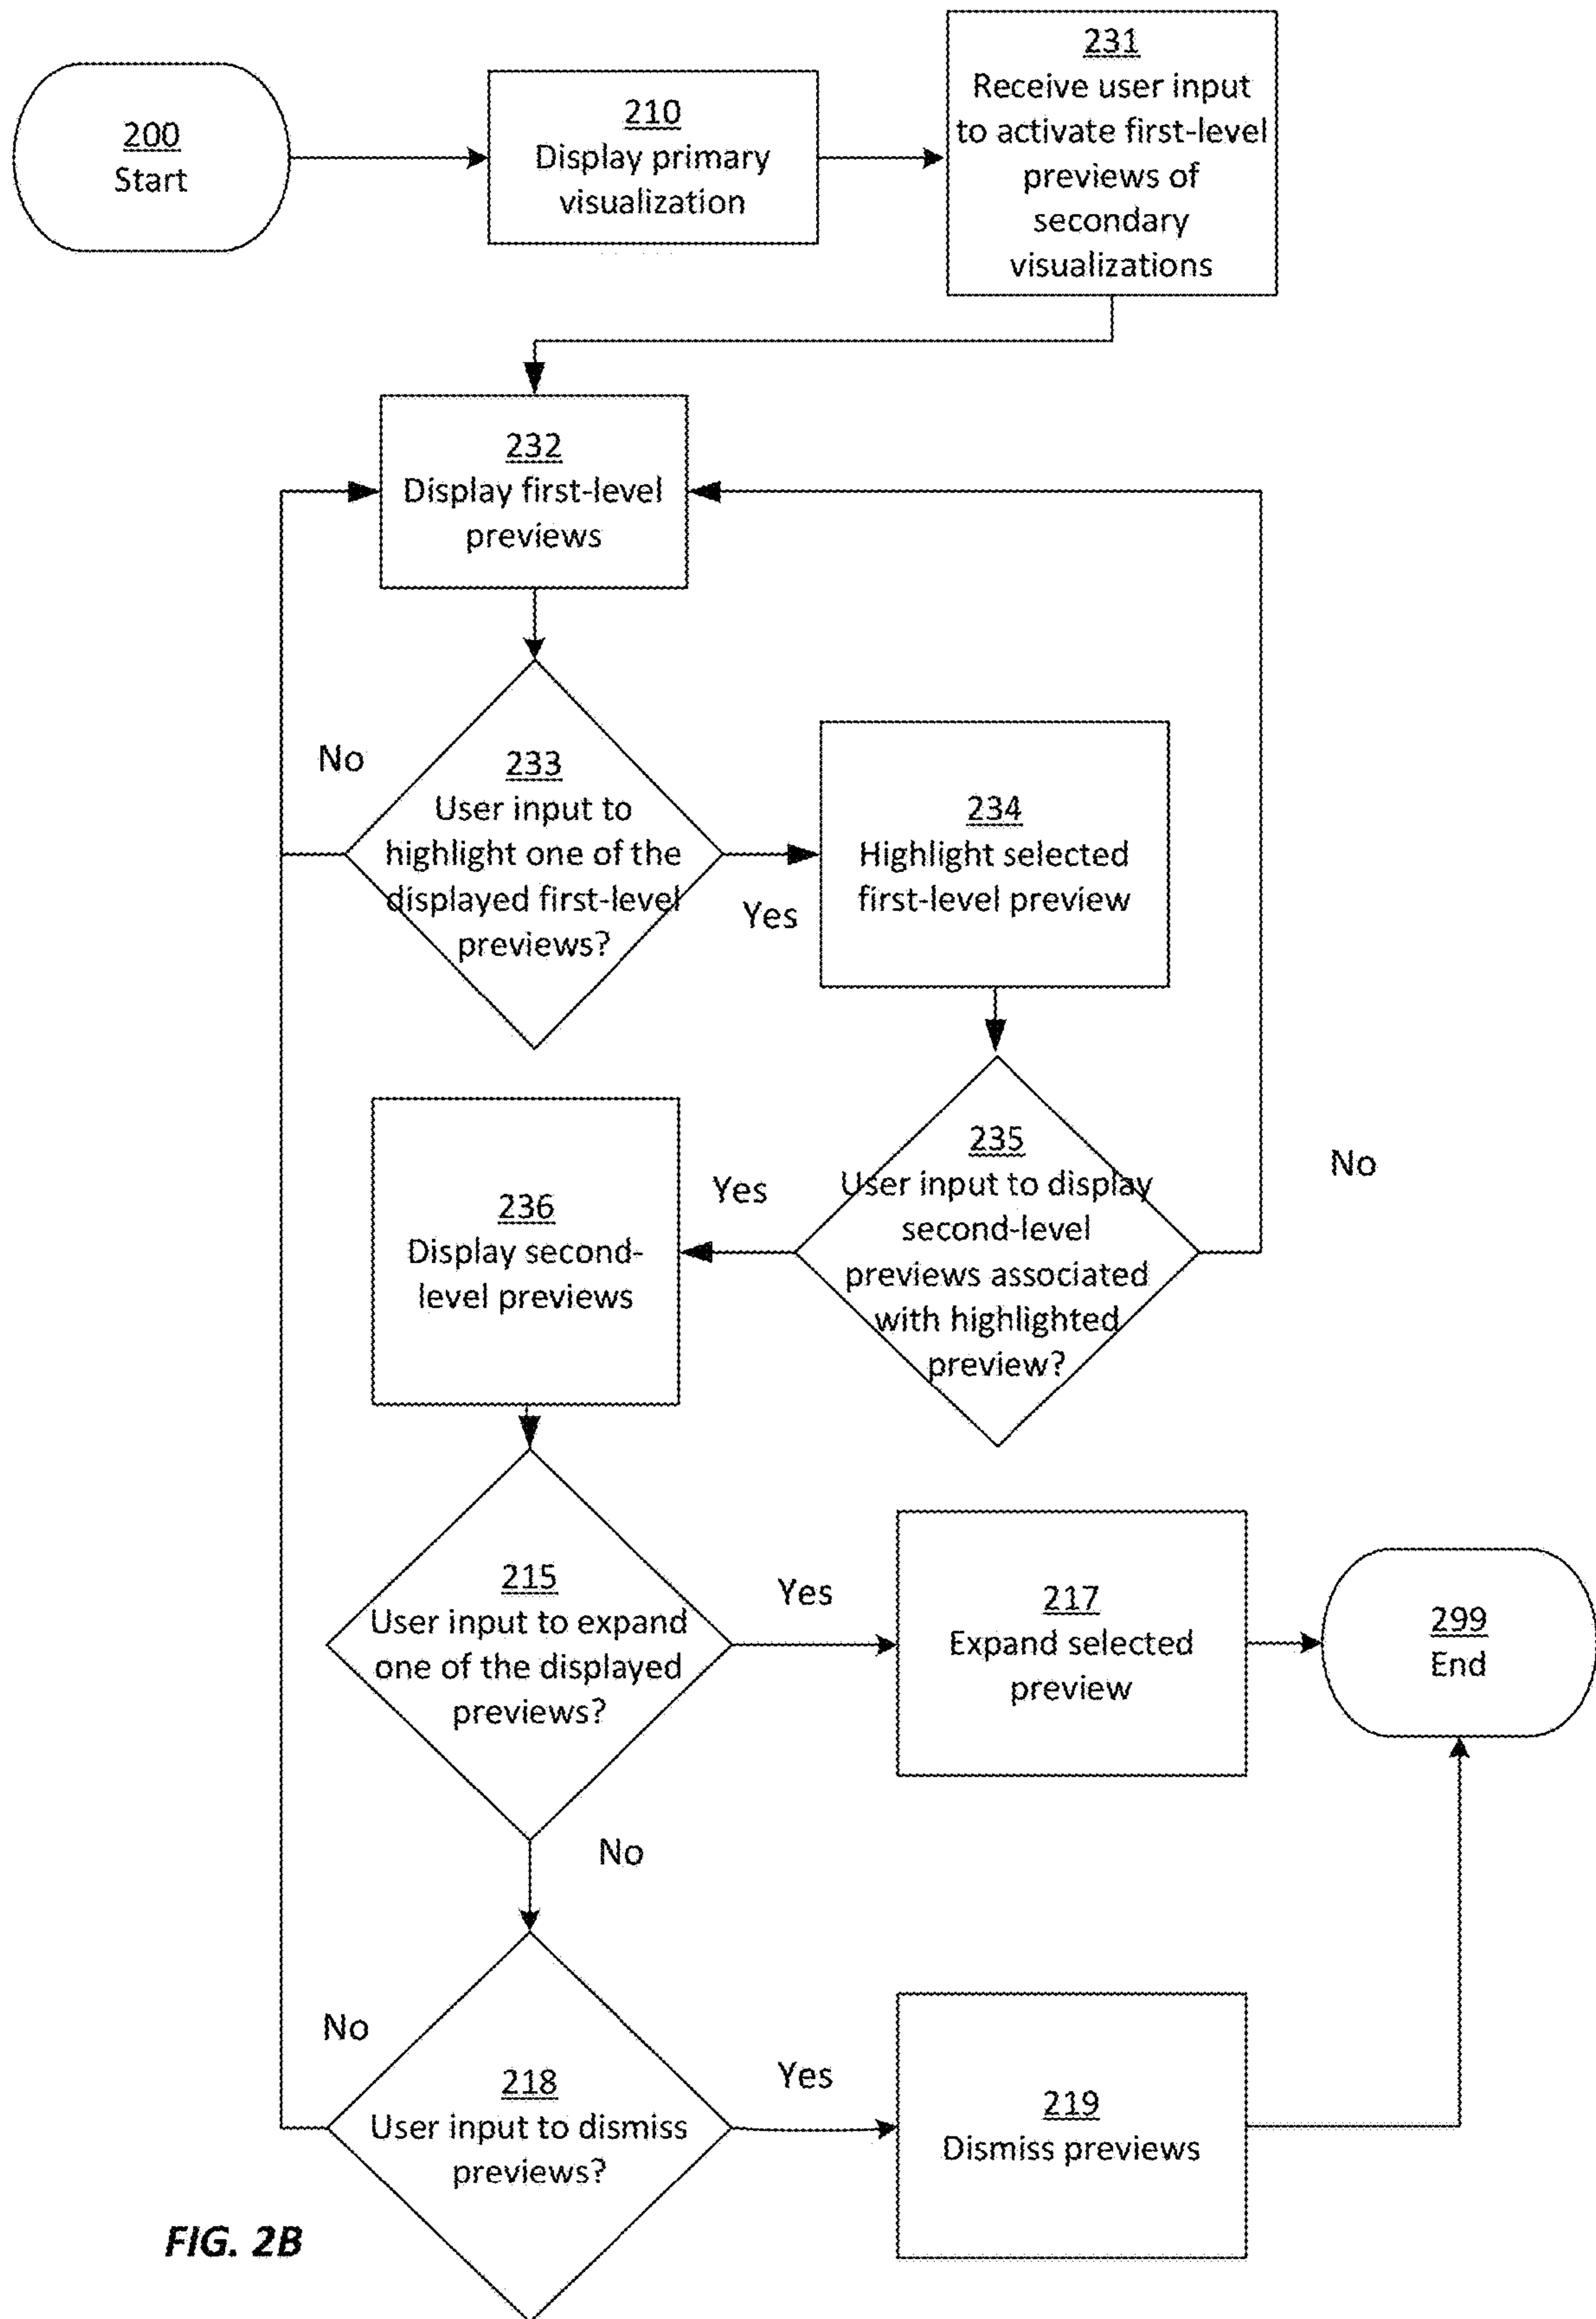 200
Start
210
Display primary
visualization
231
Receive user input
to activate first-level
previews of
secondary
visualizations
232
Display first-level
previews
No
233
User input to
highlight one of the
displayed first-level
previews?
Yes
234
Highlight selected
first-level preview
235
User input to display
second-level
previews associated
with highlighted
preview?
No
Yes
236
Display second-
level previews
215
User input to expand
one of the displayed
previews?
Yes
217
Expand selected
preview
299
End
No
No
218
User input to dismiss
previews?
Yes
219
Dismiss previews
FIG. 2B